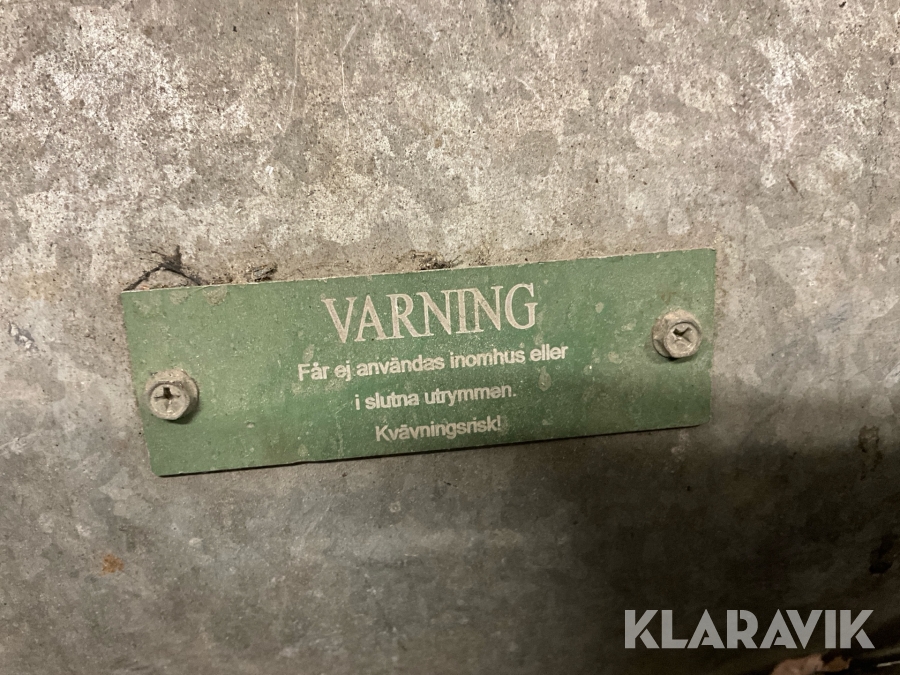 VARNING
Får ej användas inomhus eller
i slutna utrymmen.
Kvävningsrisk!
KLARAVIK